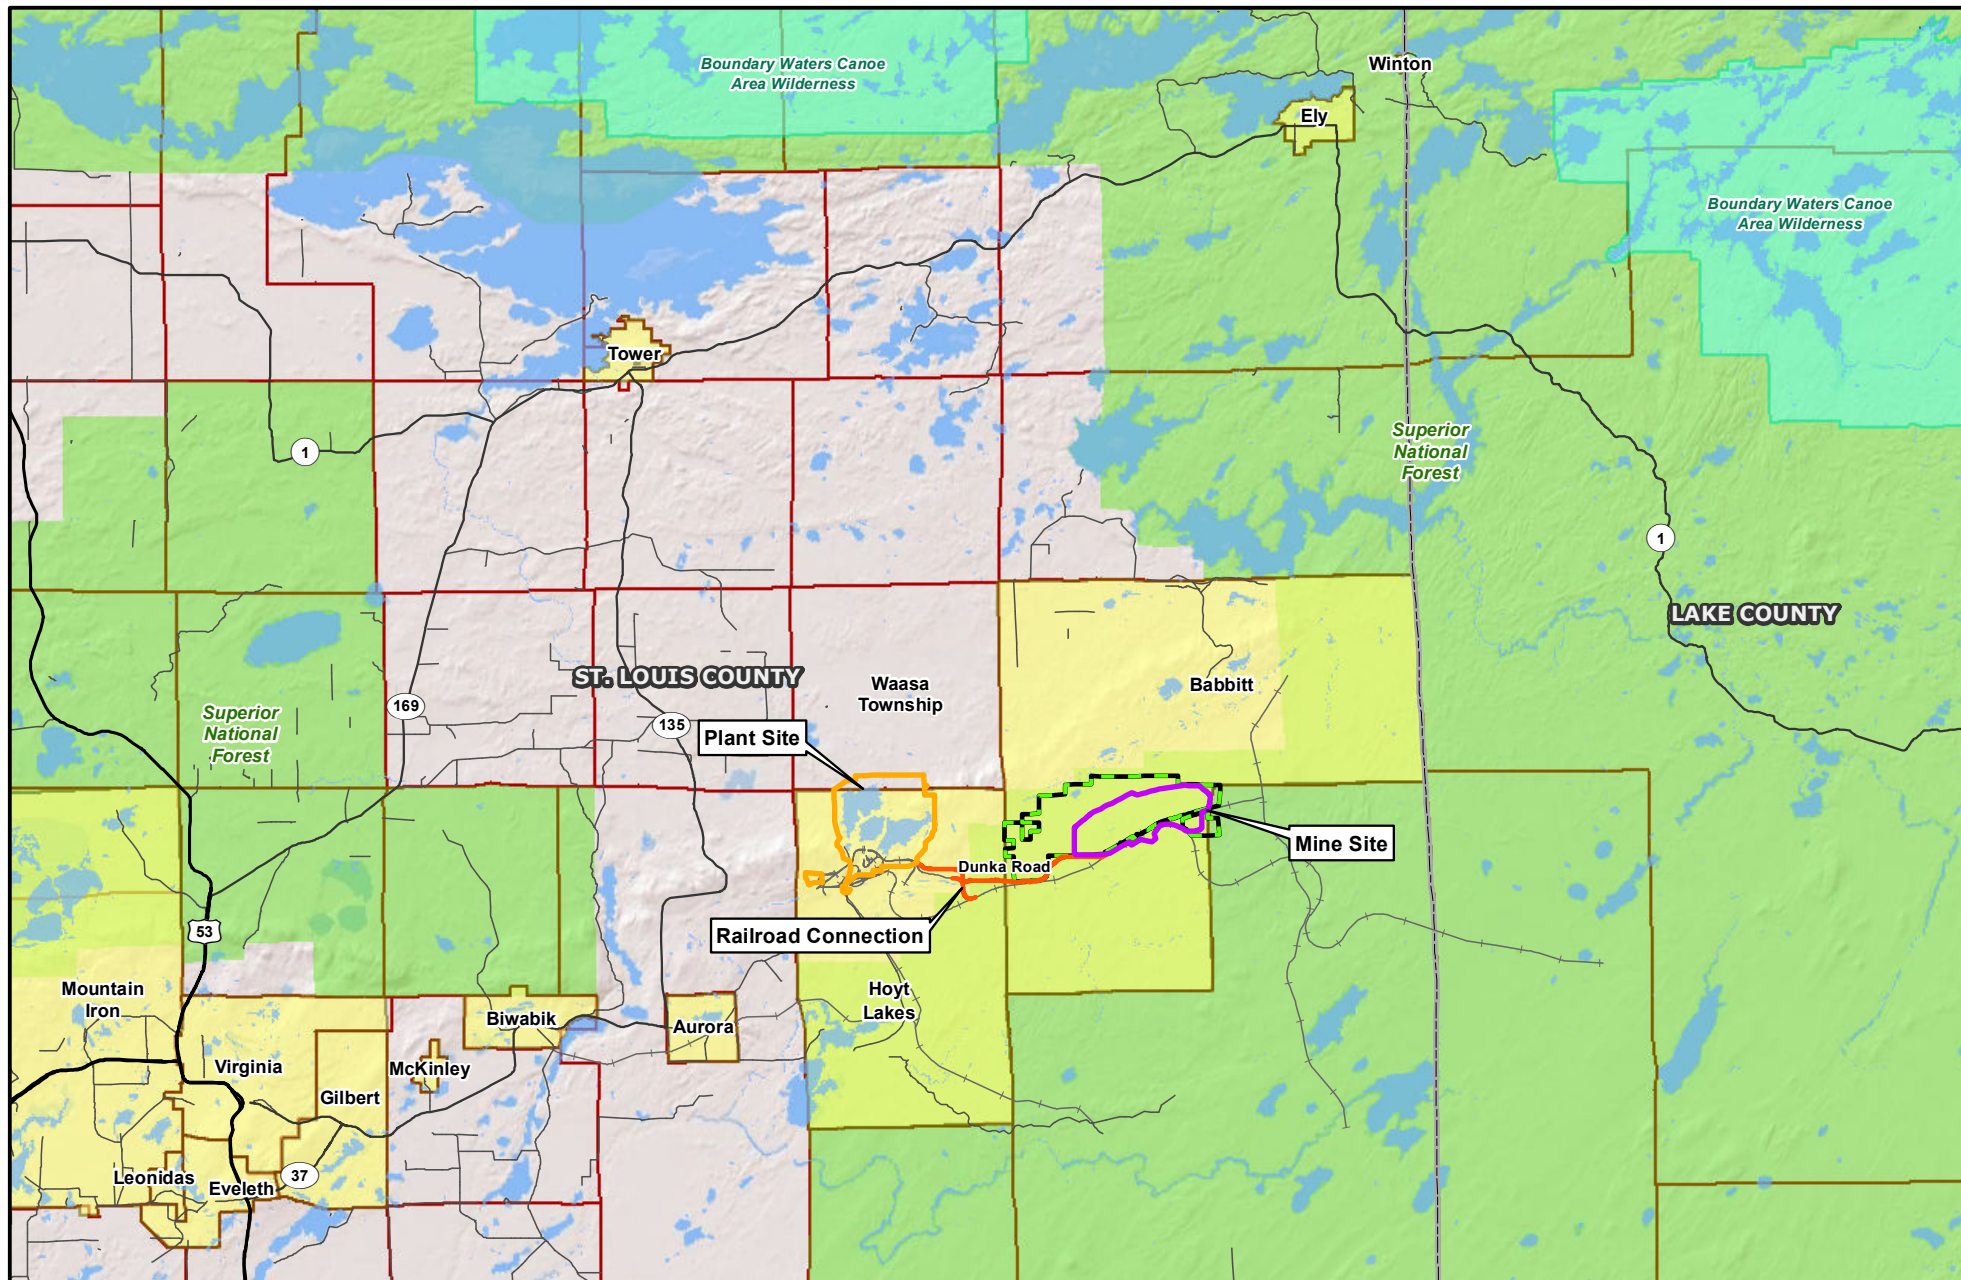 Boundary Waters Canoe
Area Wilderness
Winton
Ely
Boundary Waters Canoe
Area Wilderness
Tower
1
Superior
National
Forest
1
LAKE COUNTY
ST. LOUIS COUNTY
Waasa
Township
Babbitt
169
Superior
National
Forest
135
Plant Site
Mine Site
Dunka Road
53
Railroad Connection
Mountain
Iron
Hoyt
Lakes
Biwabik
Aurora
Virginia
McKinley
Gilbert
Leonidas
37
Eveleth